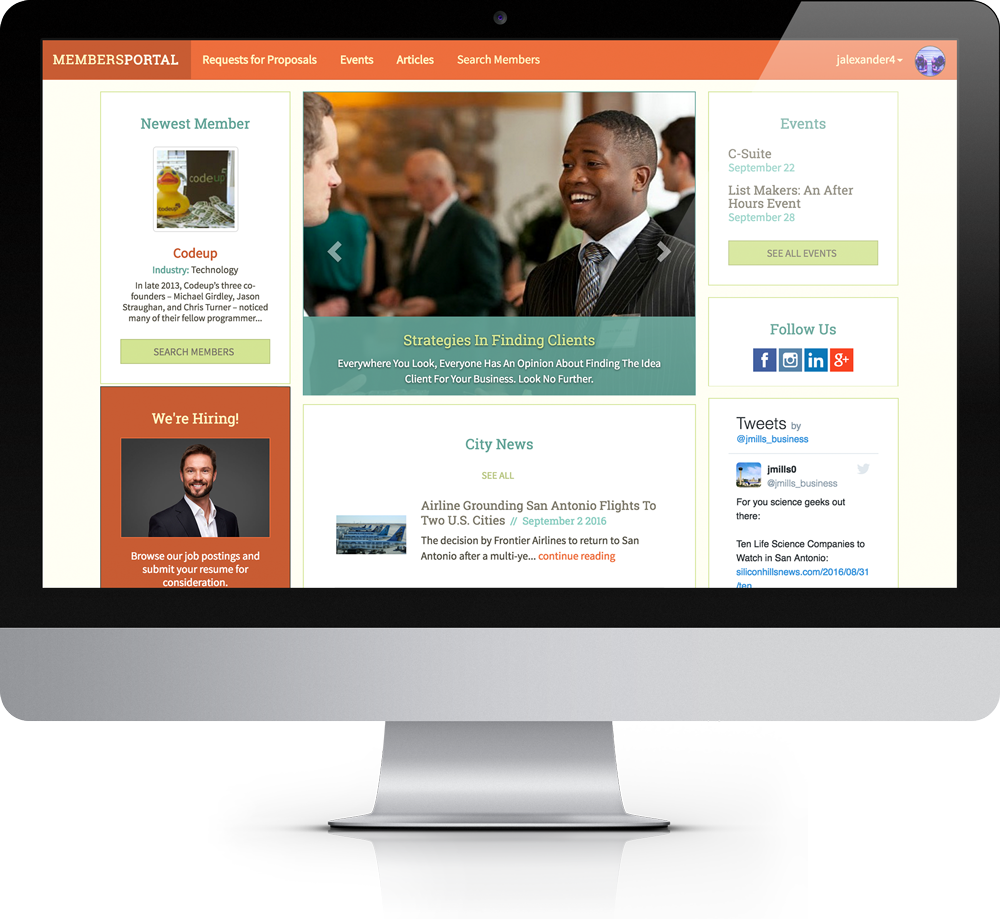 MEMBERSPORTAL
Requests for Proposals
Events
Articles
Search Members
jalexander4
Newest Member
codeup
codeup
Codeup
Industry: Technology
In late 2013, Codeup's three co-
founders – Michael Girdley, Jason
Straughan, and Chris Turner – noticed
many of their fellow programmer...
SEARCH MEMBERS
We're Hiring!
Browse our job postings and
submit your resume for
consideration.
Strategies In Finding Clients
Everywhere You Look, Everyone Has An Opinion About Finding The Idea
Client For Your Business. Look No Further.
City News
SEE ALL
Airline Grounding San Antonio Flights To
Two U.S. Cities // September 2 2016
The decision by Frontier Airlines to return to San
Antonio after a multi-ye... continue reading
Events
C-Suite
September 22
List Makers: An After
Hours Event
September 28
SEE ALL EVENTS
Follow Us
f
in
g+
Tweets by
@jmills_business
jmills0
@jmills_business
For you science geeks out
there:
Ten Life Science Companies to
Watch in San Antonio:
siliconhillsnews.com/2016/08/31
/ten